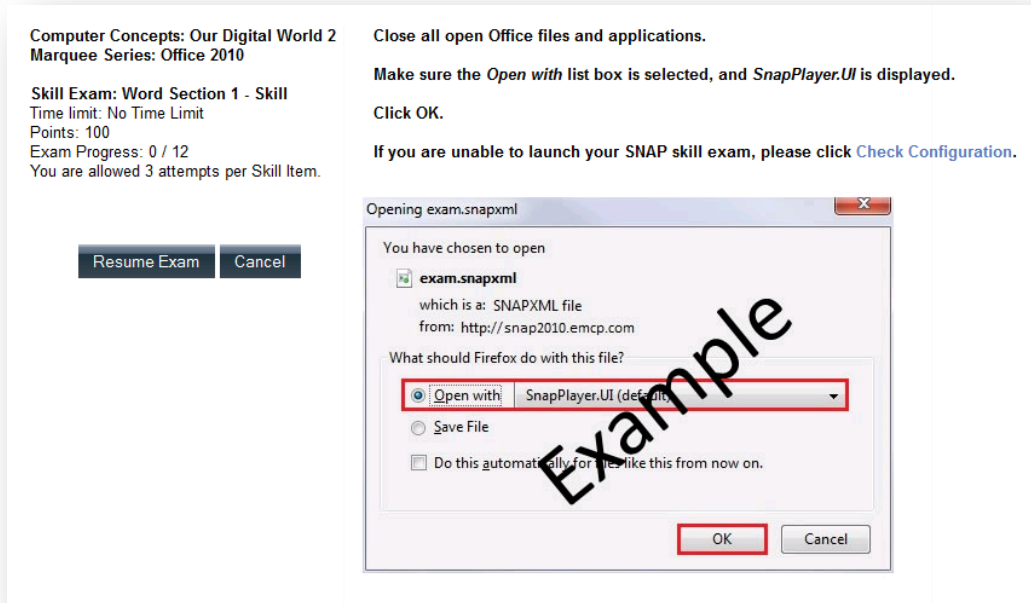 Computer Concepts: Our Digital World 2
Marquee Series: Office 2010
Skill Exam: Word Section 1 - Skill
Time limit: No Time Limit
Points: 100
Exam Progress: 0 / 12
You are allowed 3 attempts per Skill Item.
Resume Exam
Cancel
Close all open Office files and applications.
Make sure the Open with list box is selected, and SnapPlayer.UI is displayed.
Click OK.
If you are unable to launch your SNAP skill exam, please click Check Configuration.
Opening exam.snapxml
You have chosen to open
exam.snapxml
which is a: SNAPXML file
from: http://snap2010.emcp.com
What should Firefox do with this file?
Open with SnapPlayer.UI (default)
Save File
Do this automatically for files like this from now on.
Example
OK
Cancel